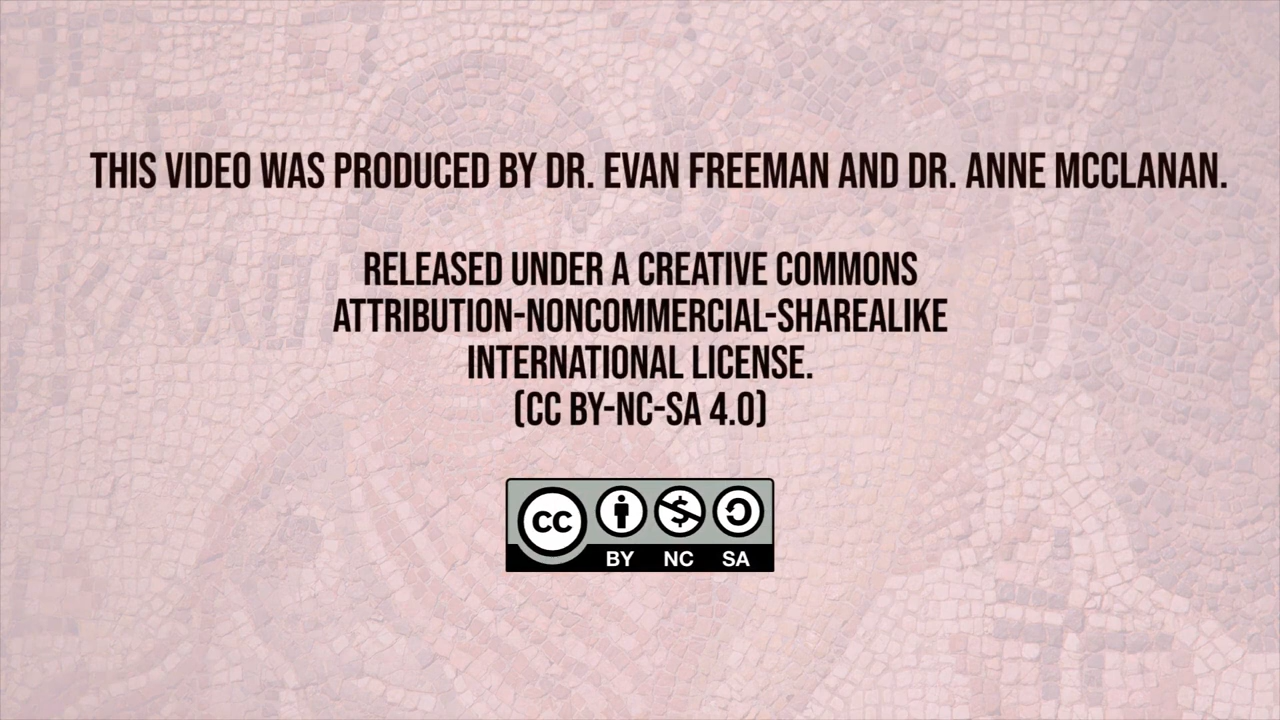 THIS VIDEO WAS PRODUCED BY DR. EVAN FREEMAN AND DR. ANNE MCCLANAN.
RELEASED UNDER A CREATIVE COMMONS
ATTRIBUTION-NONCOMMERCIAL-SHAREALIKE
INTERNATIONAL LICENSE.
(CC BY-NC-SA 4.0)
CC
BY NC SA